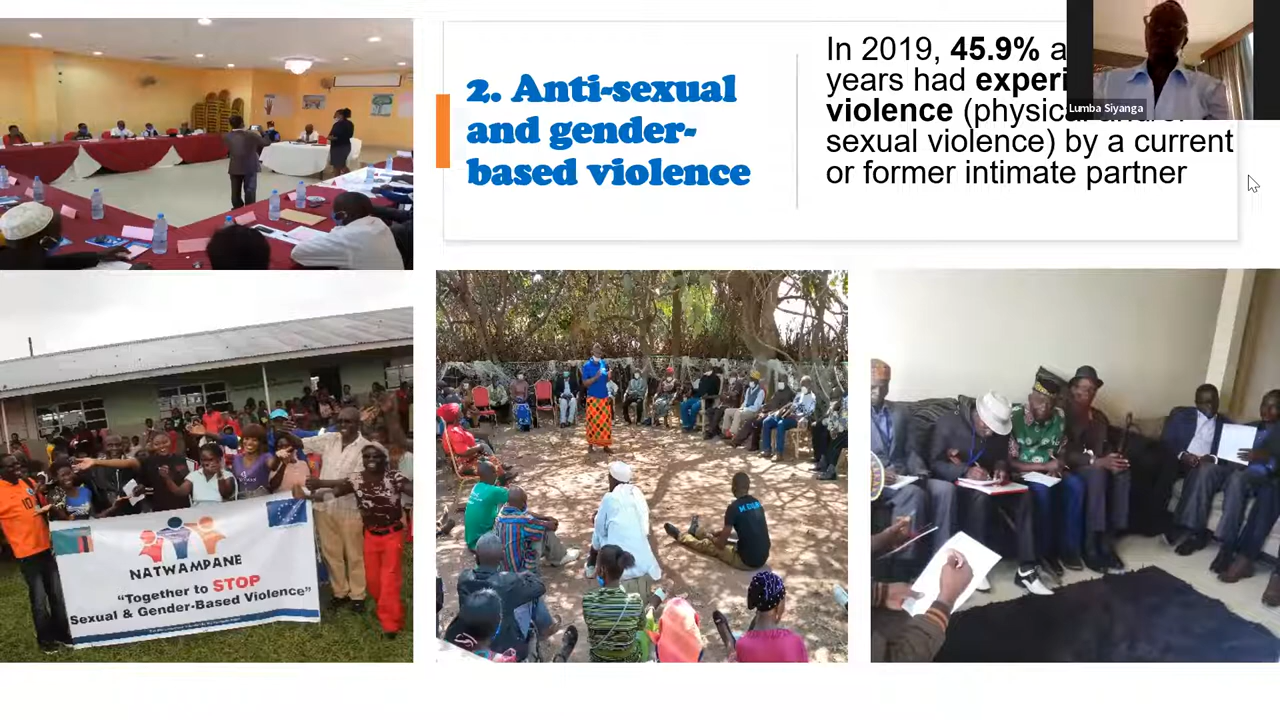 2. Anti-sexual
and gender-
based violence
In 2019, 45.9%
years had
violence
sexual violence) by a current
or former intimate partner
Lumba Siyanga
NATWAMPANE
“Together to STOP
Sexual & Gender-Based Violence”